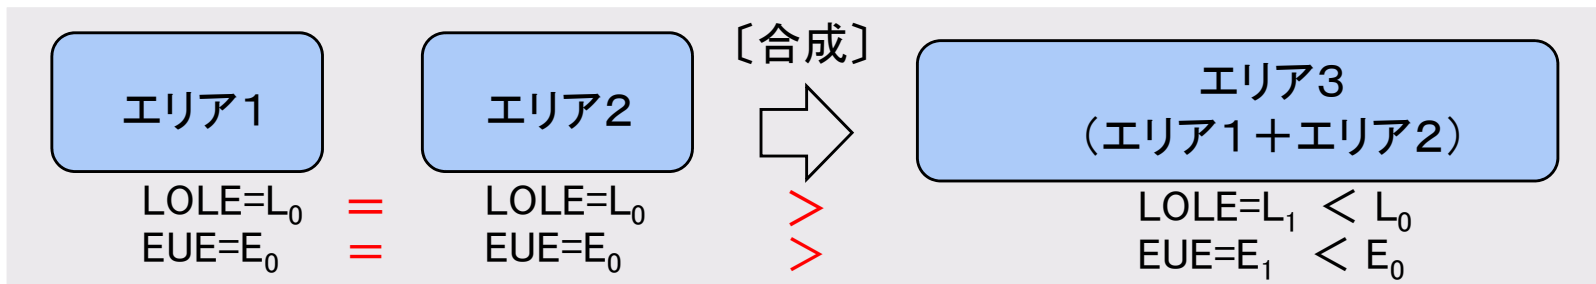 〔合成〕
エリア1
エリア2
エリア3
(エリア1+エリア2)
LOLE=L₀ = LOLE=L₀ > LOLE=L₁ < L₀
EUE=E₀ = EUE=E₀ > EUE=E₁ < E₀